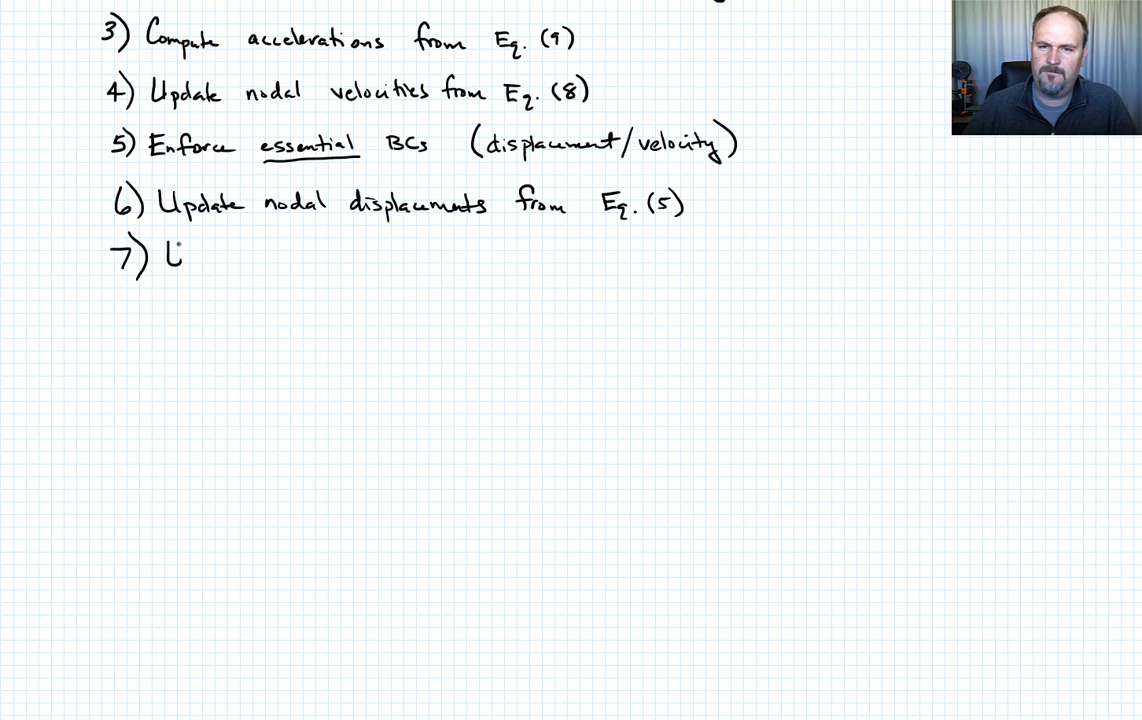 3) Compute accelerations from Eq. (9)
4) Update nodal velocities from Eq. (8)
5) Enforce essential BCs (displacement/velocity)
6) Update nodal displacements from Eq. (5)
7) U